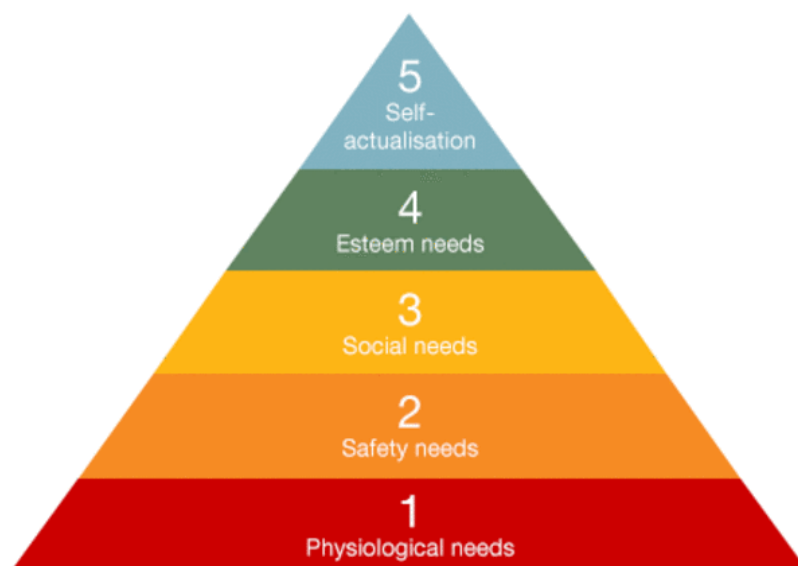 5
Self-
actualisation
4
Esteem needs
3
Social needs
2
Safety needs
1
Physiological needs